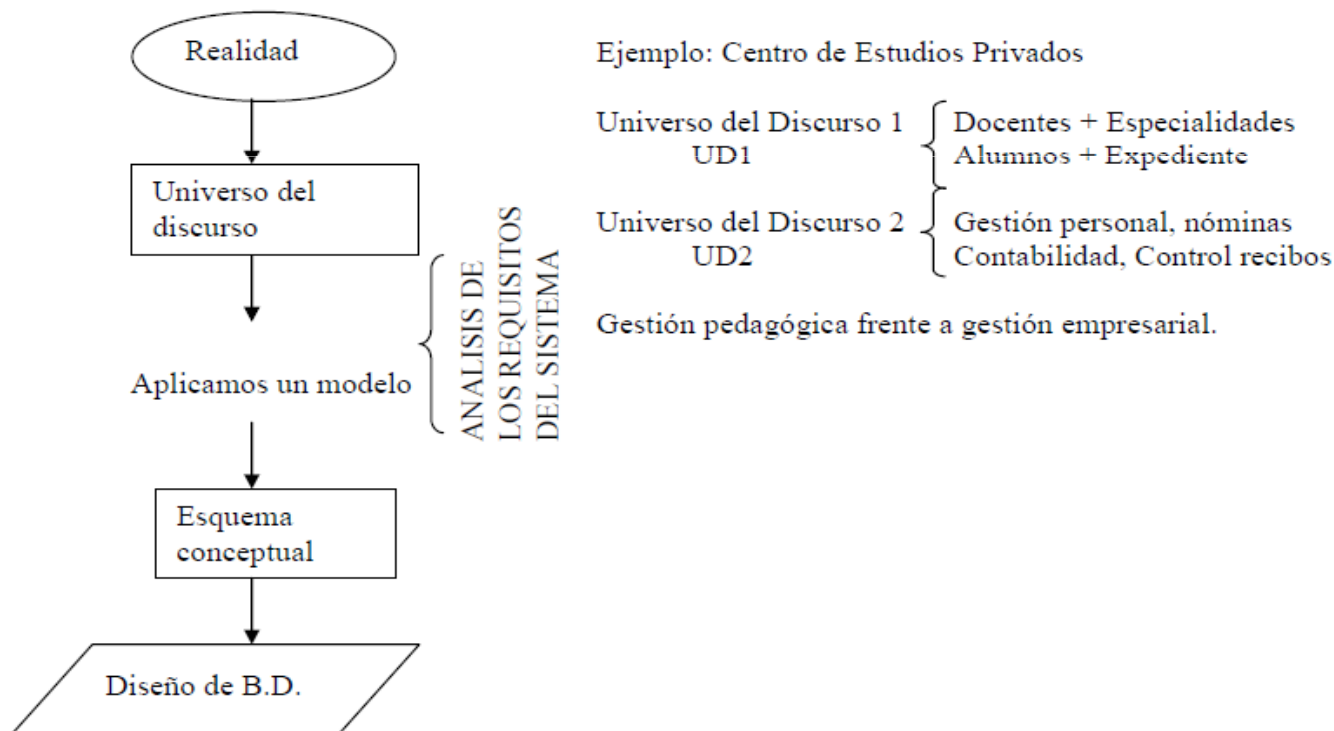 Realidad
Universo del
discurso
ANALISIS DE
LOS REQUISITOS
DEL SISTEMA
Aplicamos un modelo
Esquema
conceptual
Diseño de B.D.
Ejemplo: Centro de Estudios Privados
Universo del Discurso 1
UD1
Docentes + Especialidades
Alumnos + Expediente
Universo del Discurso 2
UD2
Gestión personal, nóminas
Contabilidad, Control recibos
Gestión pedagógica frente a gestión empresarial.